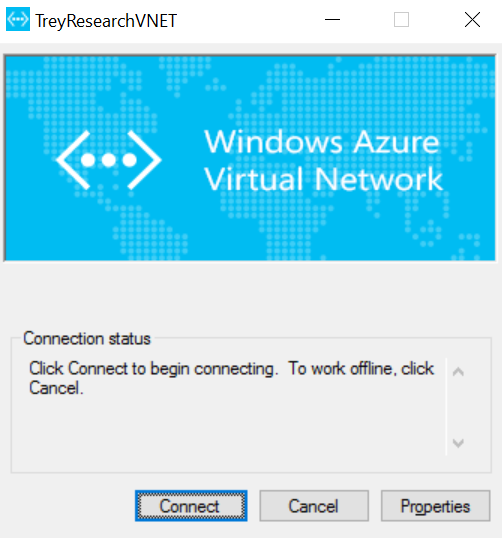 TreyResearchVNET
Windows Azure
Virtual Network
Connection status
Click Connect to begin connecting.  To work offline, click
Cancel.
Connect Cancel Properties